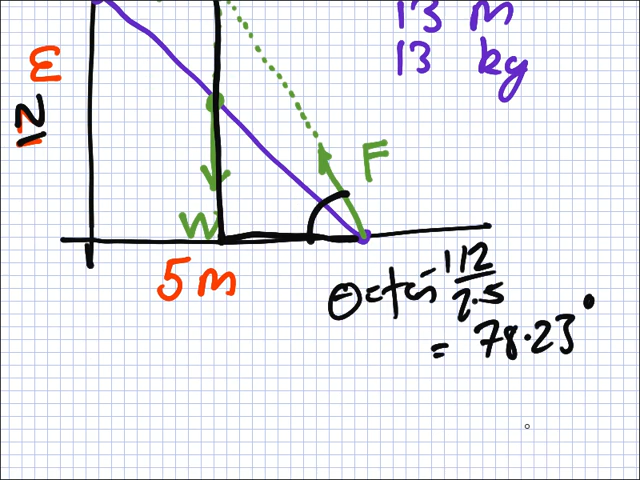 13 m
13 kg
12 m
F
W
5 m
θ = tan⁻¹ 12/2.5
= 78.23°